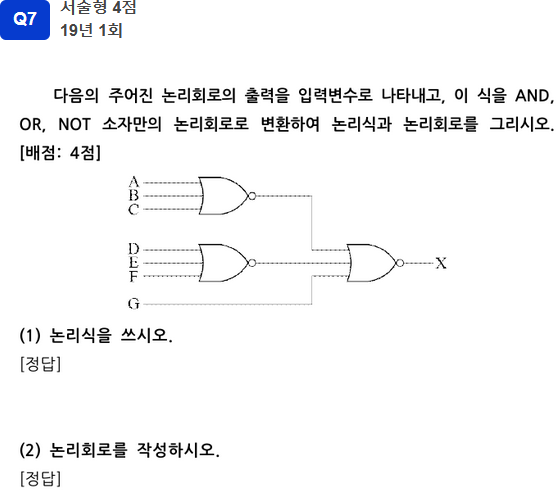 Q7
서술형 4점
19년 1회
다음의 주어진 논리회로의 출력을 입력변수로 나타내고, 이 식을 AND,
OR, NOT 소자만의 논리회로로 변환하여 논리식과 논리회로를 그리시오.
[배점: 4점]
A
B
C
D
E
F
G
X
(1) 논리식을 쓰시오.
[정답]
(2) 논리회로를 작성하시오.
[정답]